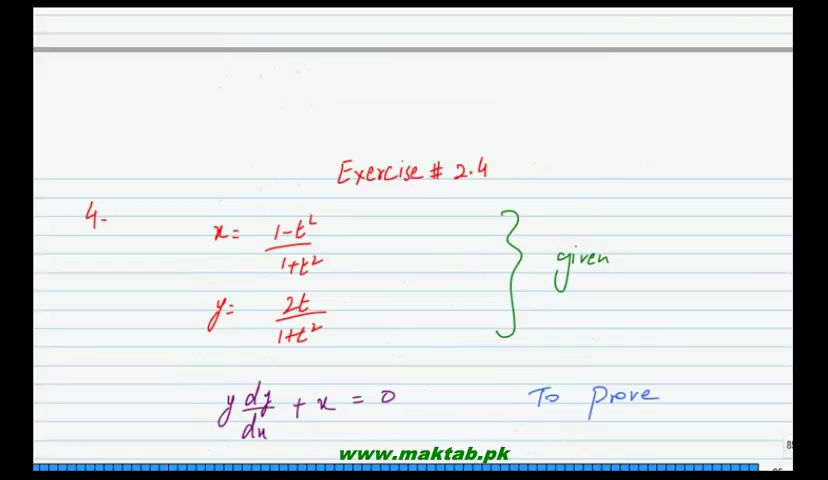 Exercise # 2.4
4-
x = (1-t²)/(1+t²)
y = 2t/(1+t²)
given
y dy/dx + x = 0
To prove
www.maktab.pk
85